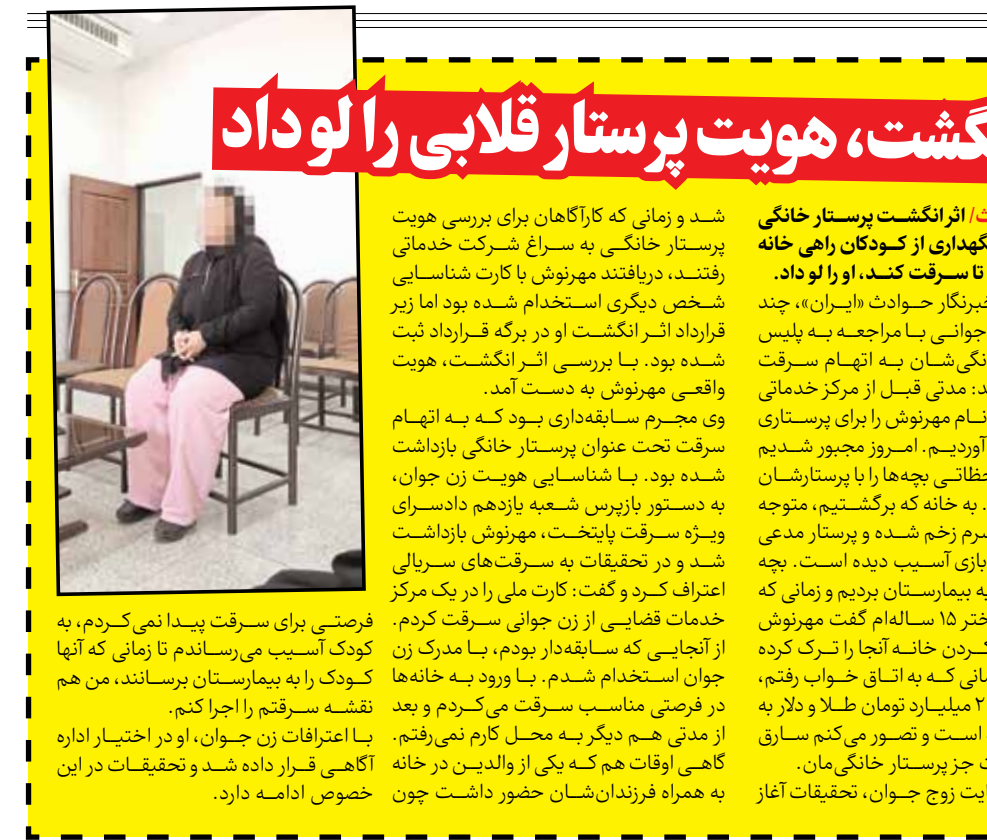 گشت، هویت پرستار قلابی را لو داد
/ اثر انگشت پرستار خانگی
نگهداری از کودکان راهی خانه
تا سرقت کند، او را لو داد.
خبرنگار حوادث «ایران»، چند
جوانی با مراجعه به پلیس
شان به اتهام سرقت
مدتی قبل از مرکز خدماتی
نام مهرنوش را برای پرستاری
آوردیم. امروز مجبور شدیم
بچه‌ها را با پرستارشان
. به خانه که برگشتیم، متوجه
زخم شده و پرستار مدعی
بازی آسیب دیده است. بچه
به بیمارستان بردیم و زمانی که
۱۵ ساله‌ام گفت مهرنوش
کردن خانه آنجا را ترک کرده
که به اتاق خواب رفتم،
۲ میلیارد تومان طلا و دلار به
است و تصور می‌کنم سارق
جز پرستار خانگی‌مان.
زوج جوان، تحقیقات آغاز
شد و زمانی که کارآگاهان برای بررسی هویت
پرستار خانگی به سراغ شرکت خدماتی
رفتند، دریافتند مهرنوش با کارت شناسایی
شخص دیگری استخدام شده بود اما زیر
قرارداد اثر انگشت او در برگه قرارداد ثبت
شده بود. با بررسی اثر انگشت، هویت
واقعی مهرنوش به دست آمد.
وی مجرم سابقه‌داری بود که به اتهام
سرقت تحت عنوان پرستار خانگی بازداشت
شده بود. با شناسایی هویت زن جوان،
به دستور بازپرس شعبه یازدهم دادسرای
ویژه سرقت پایتخت، مهرنوش بازداشت
شد و در تحقیقات به سرقت‌های سریالی
اعتراف کرد و گفت: کارت ملی را در یک مرکز
خدمات قضایی از زن جوانی سرقت کردم.
از آنجایی که سابقه‌دار بودم، با مدرک زن
جوان استخدام شدم. با ورود به خانه‌ها
در فرصتی مناسب سرقت می‌کردم و بعد
از مدتی هم دیگر به محل کارم نمی‌رفتم.
گاهی اوقات هم که یکی از والدین در خانه
به همراه فرزندان‌شان حضور داشت چون
فرصتی برای سرقت پیدا نمی‌کردم، به
کودک آسیب می‌رساندم تا زمانی که آنها
کودک را به بیمارستان برسانند، من هم
نقشه سرقتم را اجرا کنم.
با اعترافات زن جوان، او در اختیار اداره
آگاهی قرار داده شد و تحقیقات در این
خصوص ادامه دارد.